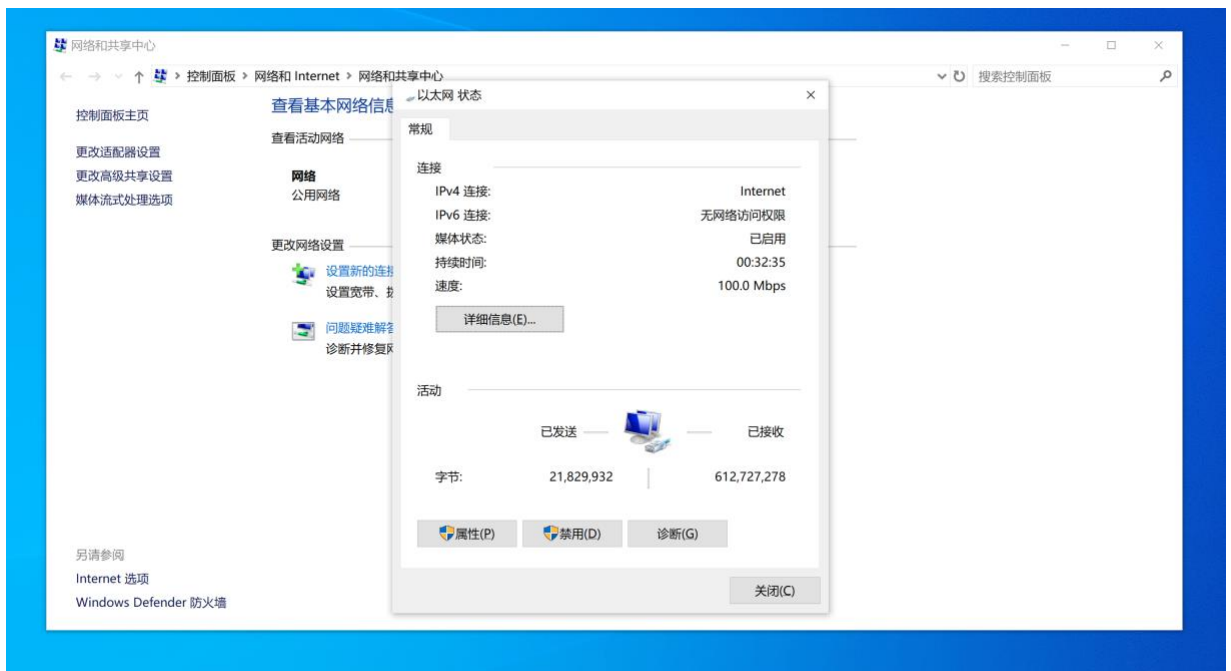 网络和共享中心
控制面板 > 网络和 Internet > 网络和共享中心
搜索控制面板
控制面板主页
更改适配器设置
更改高级共享设置
媒体流式处理选项
查看基本网络信息
查看活动网络
网络
公用网络
更改网络设置
设置新的连接
设置宽带、
问题疑难解答
诊断并修复
以太网 状态
常规
连接
IPv4 连接: Internet
IPv6 连接: 无网络访问权限
媒体状态: 已启用
持续时间: 00:32:35
速度: 100.0 Mbps
详细信息(E)...
活动
已发送 已接收
字节: 21,829,932 612,727,278
属性(P) 禁用(D) 诊断(G)
关闭(C)
另请参阅
Internet 选项
Windows Defender 防火墙